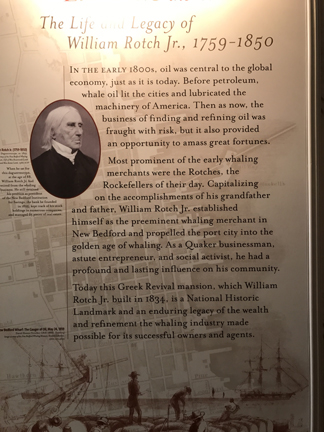 The Life and Legacy of
William Rotch Jr., 1759–1850
IN THE EARLY 1800s, oil was central to the global
economy, just as it is today. Before petroleum,
whale oil lit the cities and lubricated the
machinery of America. Then as now, the
business of finding and refining oil was
fraught with risk, but it also provided
an opportunity to amass great fortunes.
Most prominent of the early whaling
merchants were the Rotches, the
Rockefellers of their day. Capitalizing
on the accomplishments of his grandfather
and father, William Rotch Jr. established
himself as the preeminent whaling merchant in
New Bedford and propelled the port city into the
golden age of whaling. As a Quaker businessman,
astute entrepreneur, and social activist, he had a
profound and lasting influence on his community.
Today this Greek Revival mansion, which William
Rotch Jr. built in 1834, is a National Historic
Landmark and an enduring legacy of the wealth
and refinement the whaling industry made
possible for its successful owners and agents.